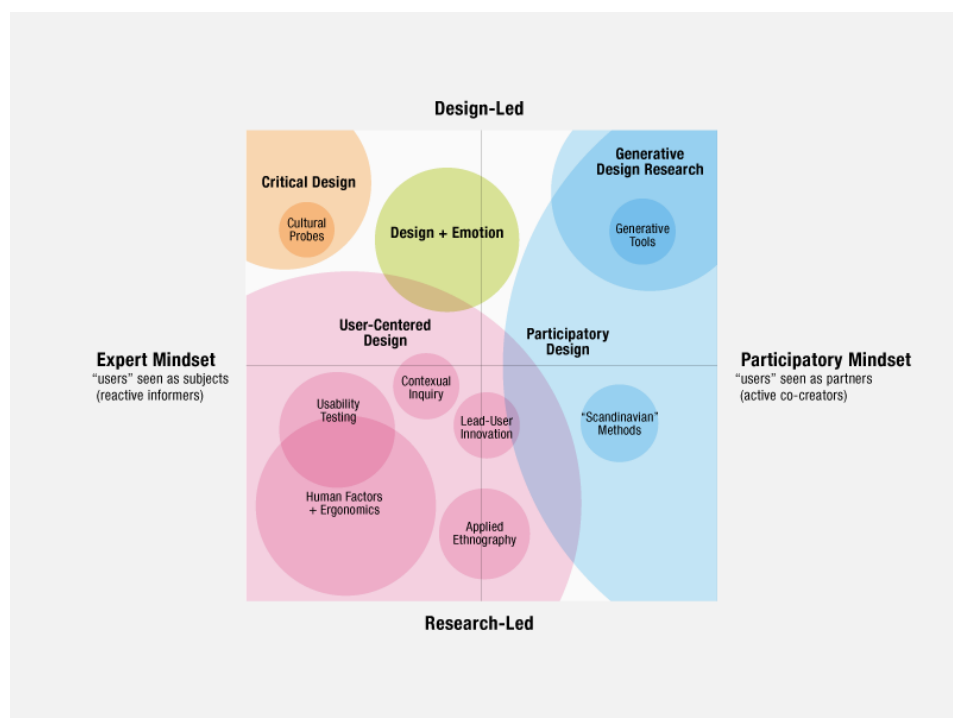 Design-Led
Generative
Design Research
Critical Design
Cultural
Probes
Design + Emotion
Generative
Tools
User-Centered
Design
Participatory
Design
Expert Mindset
“users” seen as subjects
(reactive informers)
Participatory Mindset
“users” seen as partners
(active co-creators)
Contexual
Inquiry
Usability
Testing
Lead-User
Innovation
“Scandinavian”
Methods
Human Factors
+ Ergonomics
Applied
Ethnography
Research-Led